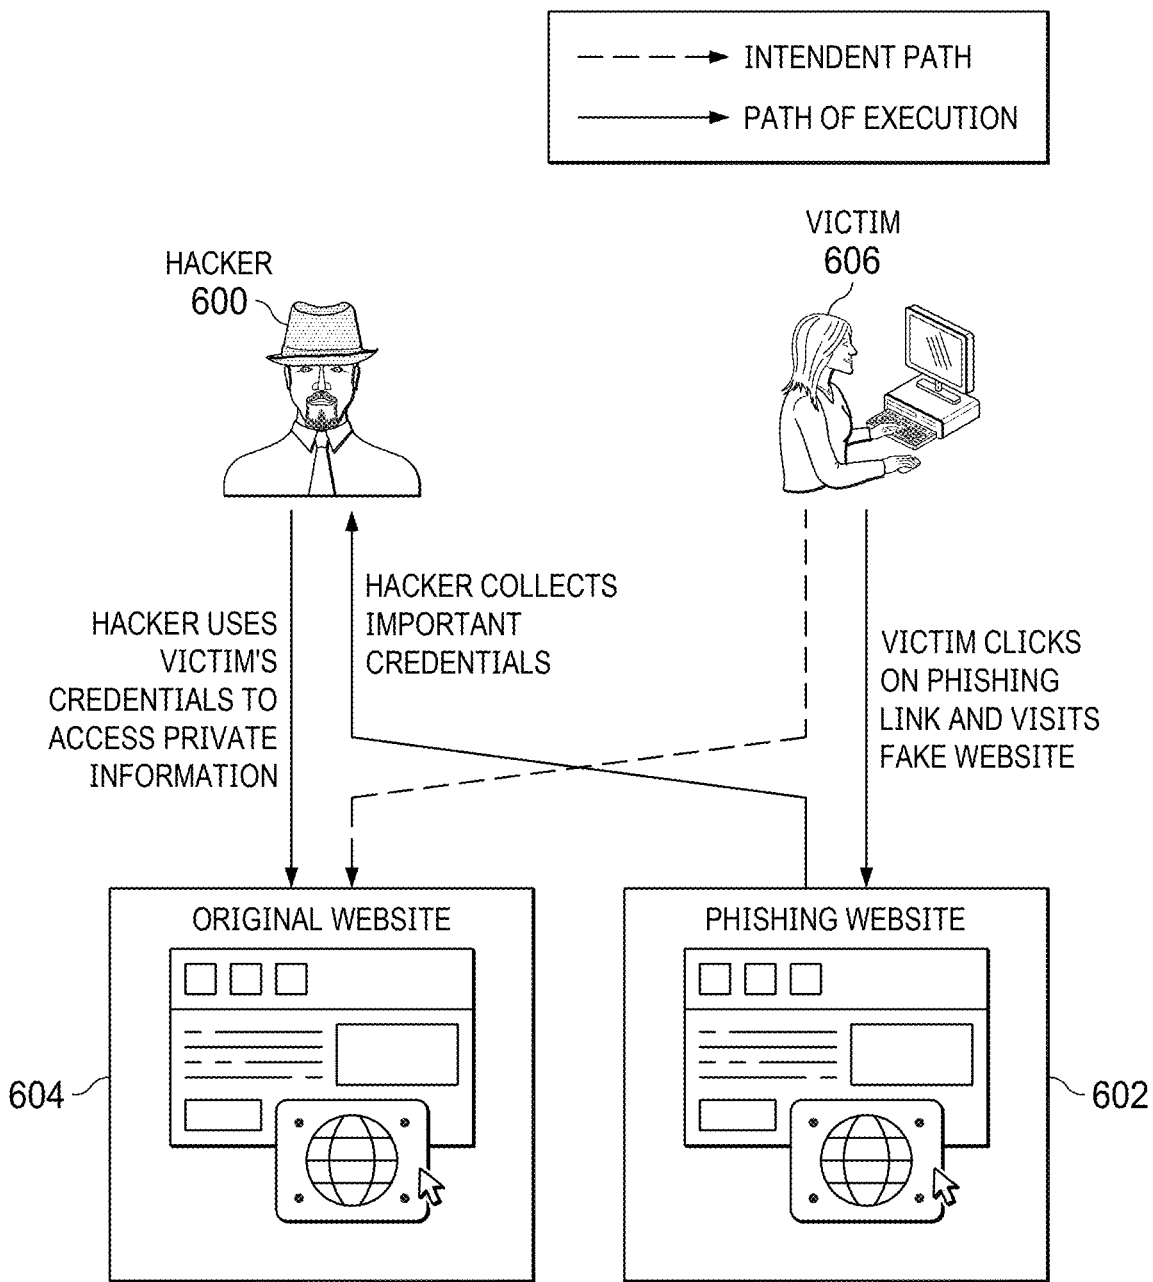 INTENDENT PATH
PATH OF EXECUTION
VICTIM
606
HACKER
600
HACKER COLLECTS
IMPORTANT
CREDENTIALS
HACKER USES
VICTIM'S
CREDENTIALS TO
ACCESS PRIVATE
INFORMATION
VICTIM CLICKS
ON PHISHING
LINK AND VISITS
FAKE WEBSITE
ORIGINAL WEBSITE
PHISHING WEBSITE
604
602